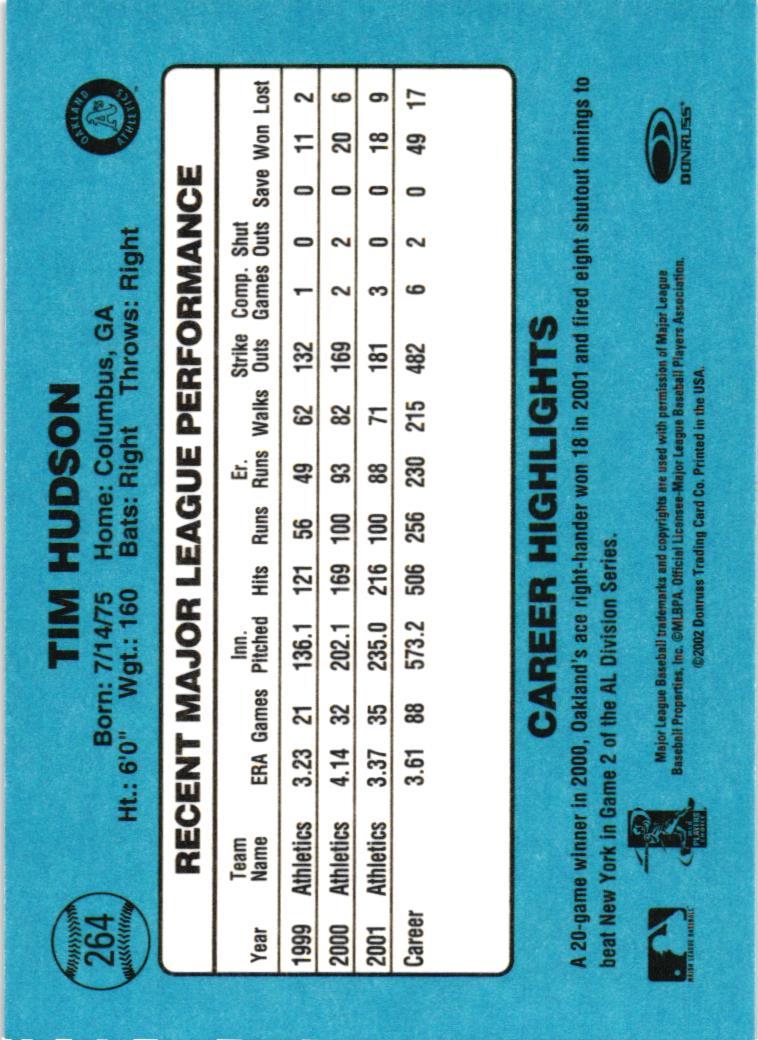 264
TIM HUDSON
Born: 7/14/75 Home: Columbus, GA
Ht.: 6'0" Wgt.: 160 Bats: Right Throws: Right
OAKLAND ATHLETICS
RECENT MAJOR LEAGUE PERFORMANCE
Year Team Name ERA Games Inn. Pitched Hits Runs Er. Runs Walks Strike Outs Comp. Games Shut Outs Save Won Lost
1999 Athletics 3.23 21 136.1 121 56 49 62 132 1 0 0 11 2
2000 Athletics 4.14 32 202.1 169 100 93 82 169 2 2 0 20 6
2001 Athletics 3.37 35 235.0 216 100 88 71 181 3 0 0 18 9
Career 3.61 88 573.2 506 256 230 215 482 6 2 0 49 17
CAREER HIGHLIGHTS
A 20-game winner in 2000, Oakland's ace right-hander won 18 in 2001 and fired eight shutout innings to
beat New York in Game 2 of the AL Division Series.
MAJOR LEAGUE BASEBALL
PLAYERS
CHOICE
Major League Baseball trademarks and copyrights are used with permission of Major League
Baseball Properties, Inc. ©MLBPA. Official Licensee-Major League Baseball Players Association.
©2002 Donruss Trading Card Co. Printed in the USA.
DONRUSS